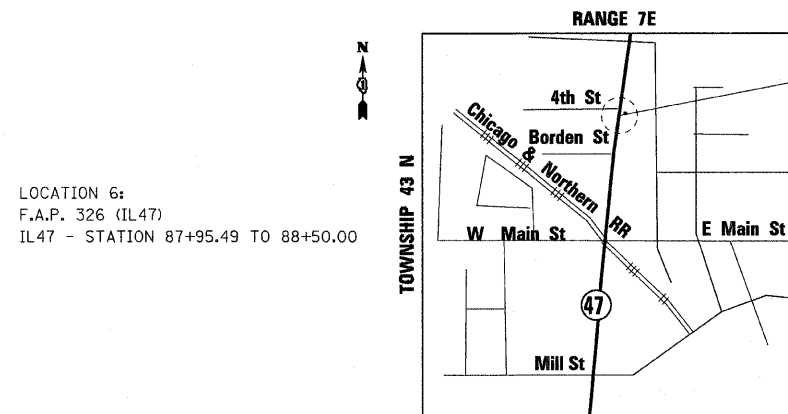 RANGE 7E
N
4th St
Chicago & Northern RR
Borden St
TOWNSHIP 43 N
LOCATION 6:
F.A.P. 326 (IL47)
IL47 - STATION 87+95.49 TO 88+50.00
W Main St
E Main St
47
Mill St